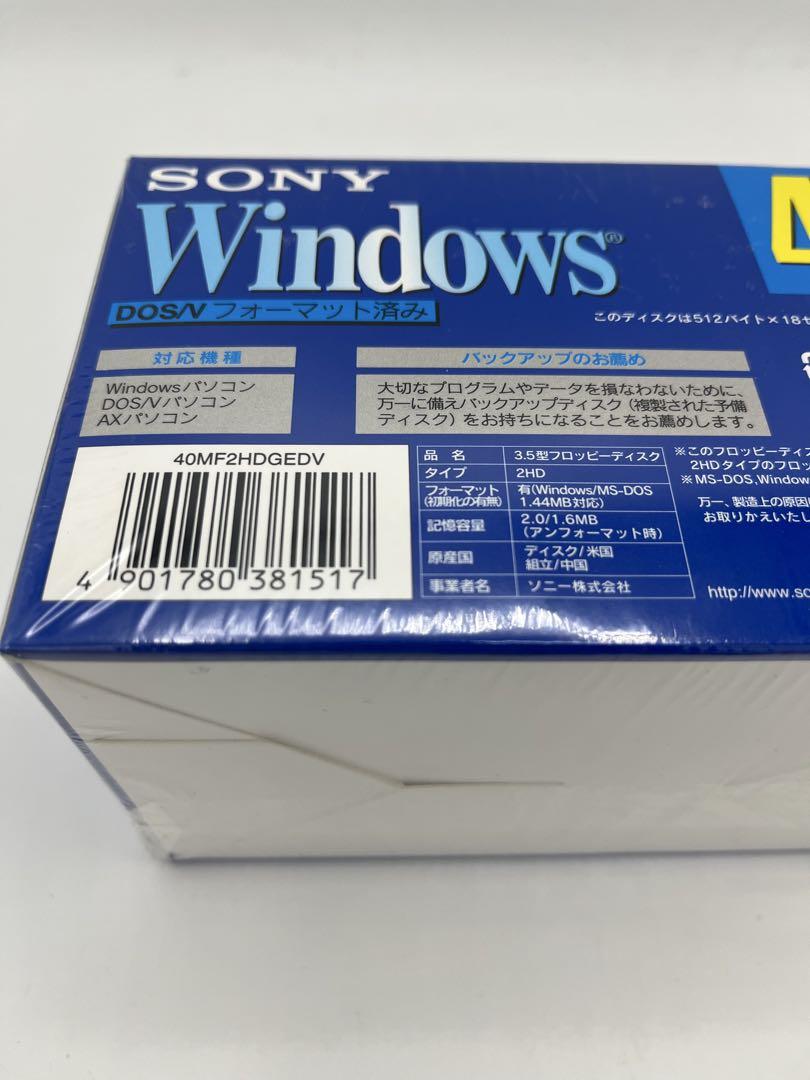 SONY
Windows®
DOS/V フォーマット済み
このディスクは512バイト×18セ
対応機種
Windowsパソコン
DOS/Vパソコン
AXパソコン
バックアップのお薦め
大切なプログラムやデータを損なわないために、
万一に備えバックアップディスク(複製された予備
ディスク)をお持ちになることをお薦めします。
40MF2HDGEDV
4 901780 381517
品名 3.5型フロッピーディスク
タイプ 2HD
フォーマット(初期化の有無) 有(Windows/MS-DOS
1.44MB対応)
記憶容量 2.0/1.6MB
(アンフォーマット時)
原産国 ディスク/米国
組立/中国
事業者名 ソニー株式会社
※このフロッピーディス
2HDタイプのフロッ
※MS-DOS,Window
万一、製造上の原因
お取りかえいたし
http://www.so